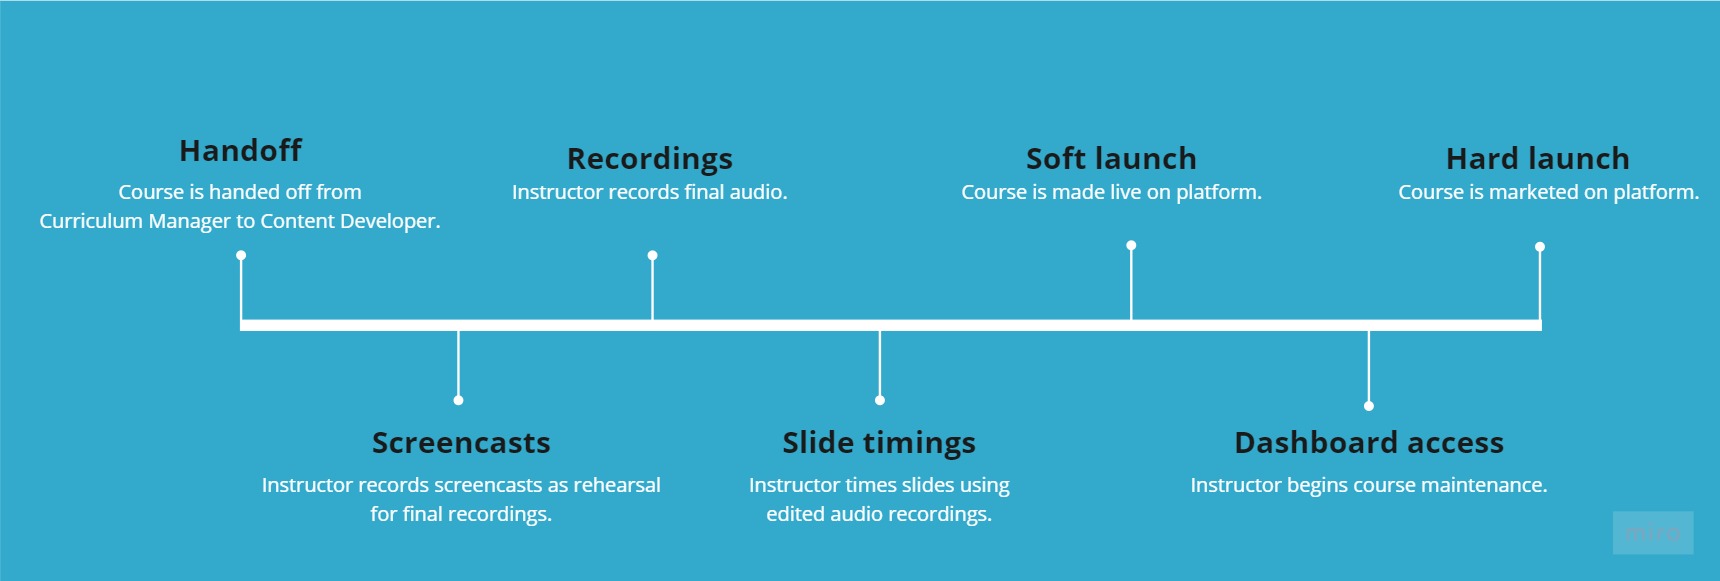 Handoff
Course is handed off from
Curriculum Manager to Content Developer.
Recordings
Instructor records final audio.
Soft launch
Course is made live on platform.
Hard launch
Course is marketed on platform.
Screencasts
Instructor records screencasts as rehearsal
for final recordings.
Slide timings
Instructor times slides using
edited audio recordings.
Dashboard access
Instructor begins course maintenance.
miro